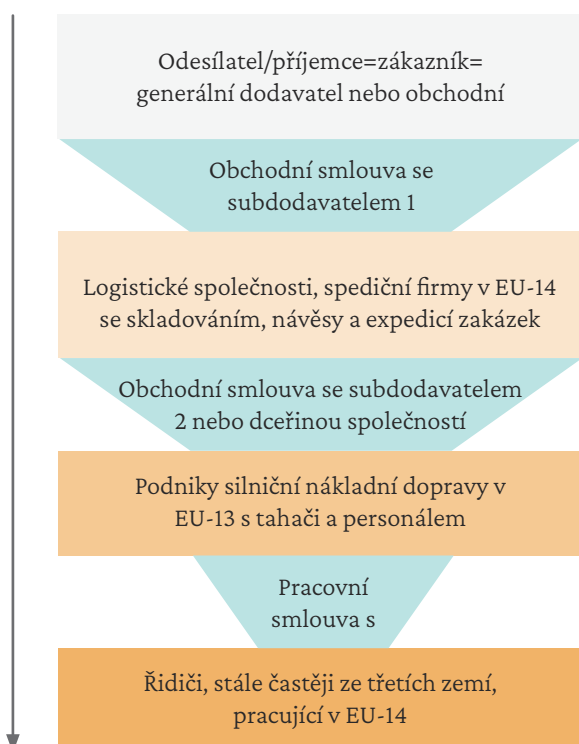 Odesílatel/příjemce=zákazník=
generální dodavatel nebo obchodní
Obchodní smlouva se
subdodavatelem 1
Logistické společnosti, spediční firmy v EU-14
se skladováním, návěsy a expedicí zakázek
Obchodní smlouva se subdodavatelem
2 nebo dceřinou společností
Podniky silniční nákladní dopravy v
EU-13 s tahači a personálem
Pracovní
smlouva s
Řidiči, stále častěji ze třetích zemí,
pracující v EU-14